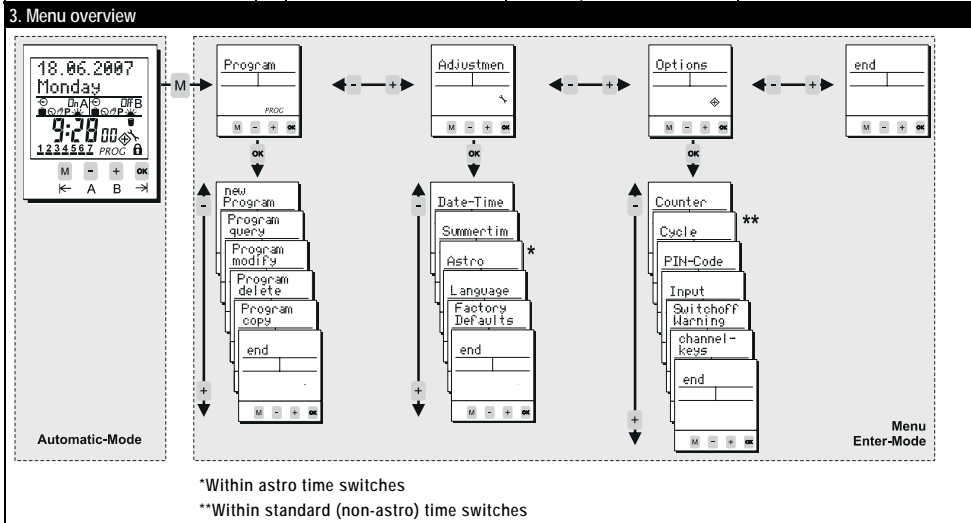 3. Menu overview
18.06.2007
Monday
On A Off B
P P
9:28 00
1234567 PROG
M - + OK
A B
Automatic-Mode
M
Program
PROG
M - + OK
- +
Adjustmen
M - + OK
- +
Options
M - + OK
- +
end
M - + OK
OK
OK
OK
-
new
Program
Program
query
Program
modify
Program
delete
Program
copy
end
M - + OK
+
-
Date-Time
Summertim
Astro *
Language
Factory
Defaults
end
M - + OK
+
-
Counter
Cycle **
PIN-Code
Input
Switchoff
Warning
channel-
keys
end
M - + OK
+
Menu
Enter-Mode
*Within astro time switches
**Within standard (non-astro) time switches